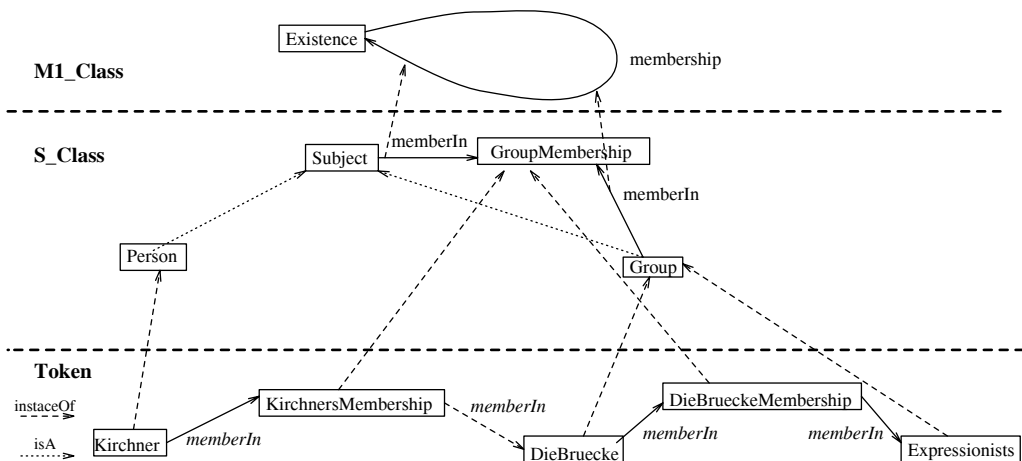 Existence
membership
M1_Class
memberIn
S_Class
Subject
GroupMembership
memberIn
Person
Group
Token
instaceOf
KirchnersMembership
memberIn
DieBrueckeMembership
isA
Kirchner
memberIn
DieBruecke
memberIn
memberIn
Expressionists